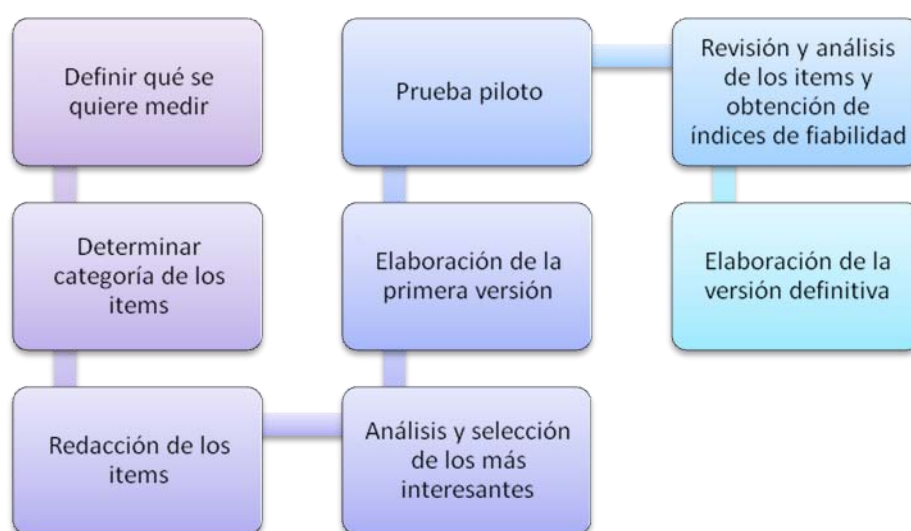 Definir qué se
quiere medir
Determinar
categoría de los
items
Redacción de los
items
Análisis y selección
de los más
interesantes
Elaboración de la
primera versión
Prueba piloto
Revisión y análisis
de los items y
obtención de
índices de fiabilidad
Elaboración de la
versión definitiva